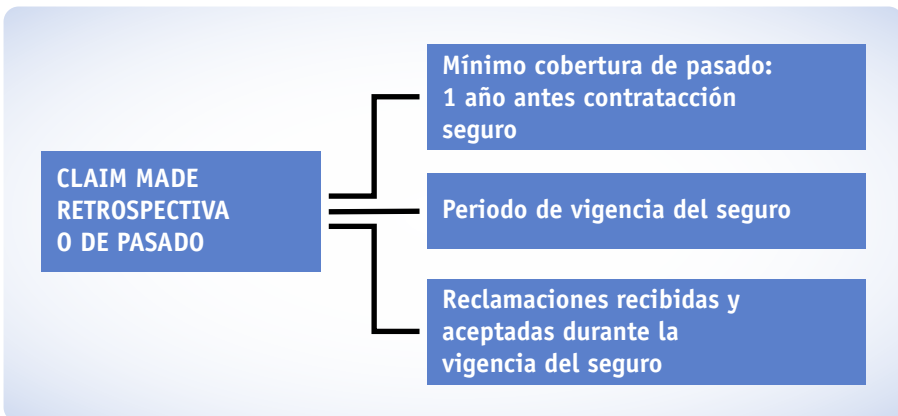 CLAIM MADE
RETROSPECTIVA
O DE PASADO
Mínimo cobertura de pasado:
1 año antes contratacción
seguro
Periodo de vigencia del seguro
Reclamaciones recibidas y
aceptadas durante la
vigencia del seguro